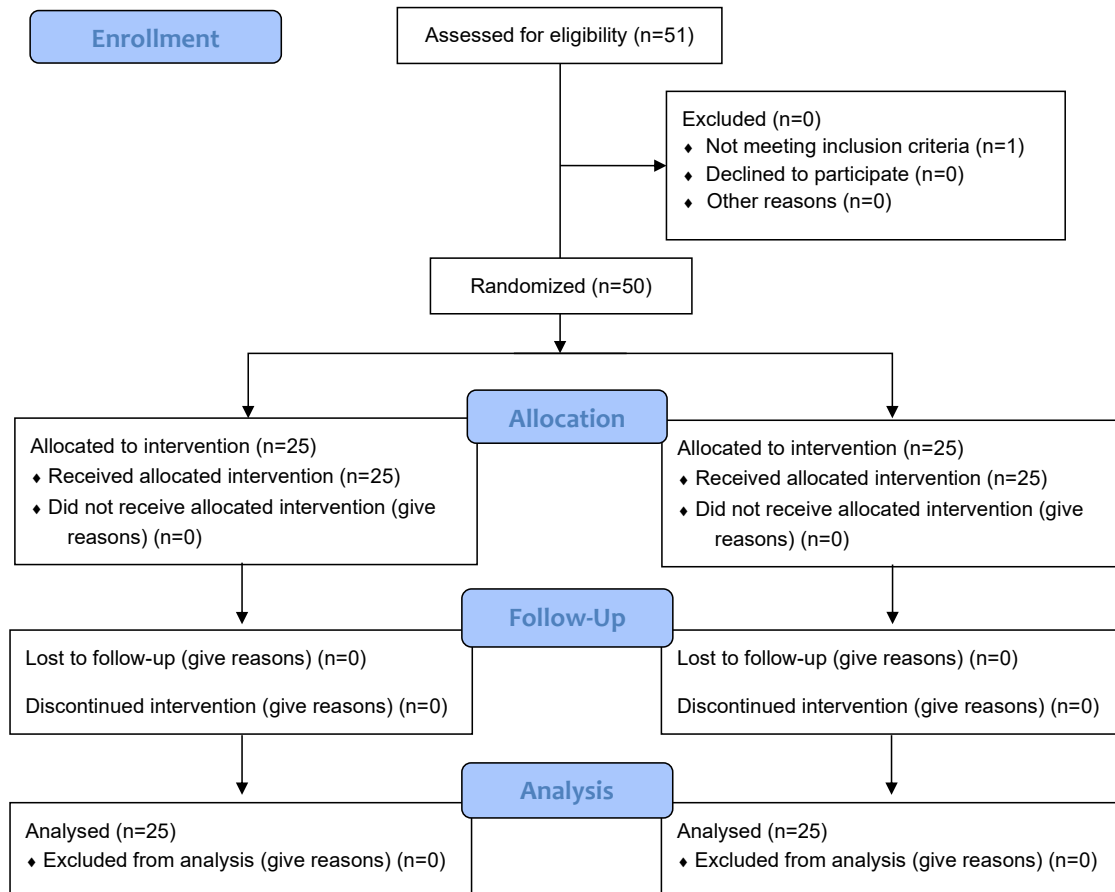 Enrollment
Assessed for eligibility (n=51)
Excluded (n=0)
♦ Not meeting inclusion criteria (n=1)
♦ Declined to participate (n=0)
♦ Other reasons (n=0)
Randomized (n=50)
Allocation
Allocated to intervention (n=25)
♦ Received allocated intervention (n=25)
♦ Did not receive allocated intervention (give
reasons) (n=0)
Allocated to intervention (n=25)
♦ Received allocated intervention (n=25)
♦ Did not receive allocated intervention (give
reasons) (n=0)
Follow-Up
Lost to follow-up (give reasons) (n=0)
Discontinued intervention (give reasons) (n=0)
Lost to follow-up (give reasons) (n=0)
Discontinued intervention (give reasons) (n=0)
Analysis
Analysed (n=25)
♦ Excluded from analysis (give reasons) (n=0)
Analysed (n=25)
♦ Excluded from analysis (give reasons) (n=0)